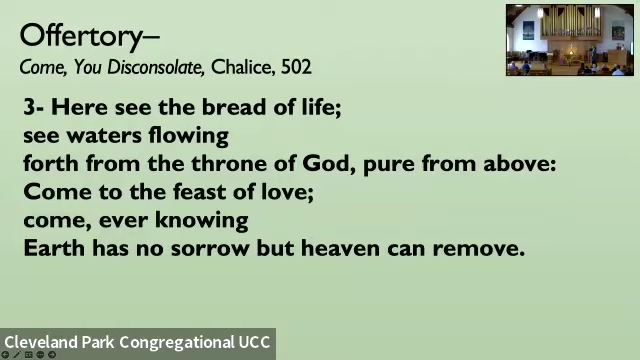 Offertory–
Come, You Disconsolate, Chalice, 502
3- Here see the bread of life;
see waters flowing
forth from the throne of God, pure from above:
Come to the feast of love;
come, ever knowing
Earth has no sorrow but heaven can remove.
Cleveland Park Congregational UCC